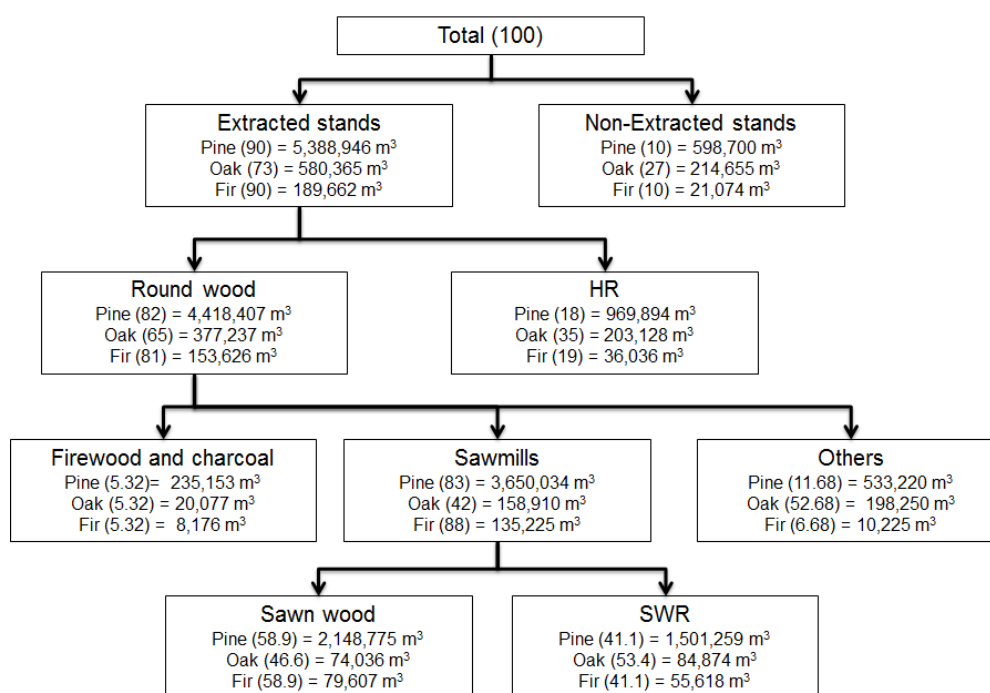 Total (100)
Extracted stands
Pine (90) = 5,388,946 m³
Oak (73) = 580,365 m³
Fir (90) = 189,662 m³
Non-Extracted stands
Pine (10) = 598,700 m³
Oak (27) = 214,655 m³
Fir (10) = 21,074 m³
Round wood
Pine (82) = 4,418,407 m³
Oak (65) = 377,237 m³
Fir (81) = 153,626 m³
HR
Pine (18) = 969,894 m³
Oak (35) = 203,128 m³
Fir (19) = 36,036 m³
Firewood and charcoal
Pine (5.32)= 235,153 m³
Oak (5.32) = 20,077 m³
Fir (5.32) = 8,176 m³
Sawmills
Pine (83) = 3,650,034 m³
Oak (42) = 158,910 m³
Fir (88) = 135,225 m³
Others
Pine (11.68) = 533,220 m³
Oak (52.68) = 198,250 m³
Fir (6.68) = 10,225 m³
Sawn wood
Pine (58.9) = 2,148,775 m³
Oak (46.6) = 74,036 m³
Fir (58.9) = 79,607 m³
SWR
Pine (41.1) = 1,501,259 m³
Oak (53.4) = 84,874 m³
Fir (41.1) = 55,618 m³